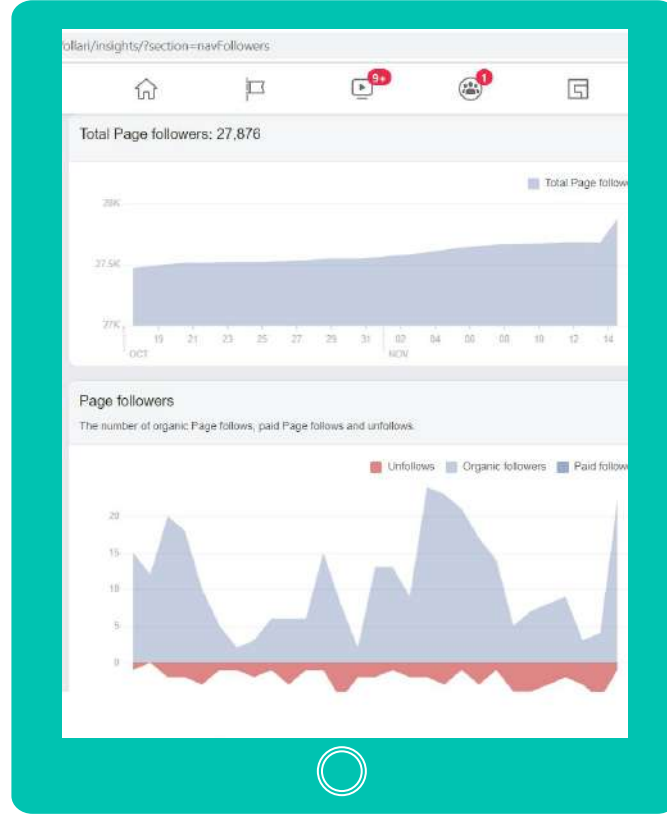 ollari/insights/?section=navFollowers
9+ 1
Total Page followers: 27,876
Total Page follow
28K
27.5K
27K
19 21 23 25 27 29 31 02 04 06 08 10 12 14
OCT NOV
Page followers
The number of organic Page follows, paid Page follows and unfollows.
Unfollows Organic followers Paid follow
20
15
10
5
0